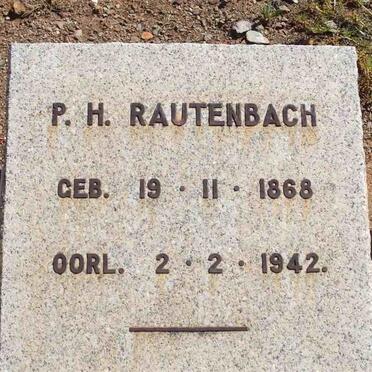 P. H. RAUTENBACH
GEB. 19 · 11 · 1868
OORL. 2 · 2 · 1942.